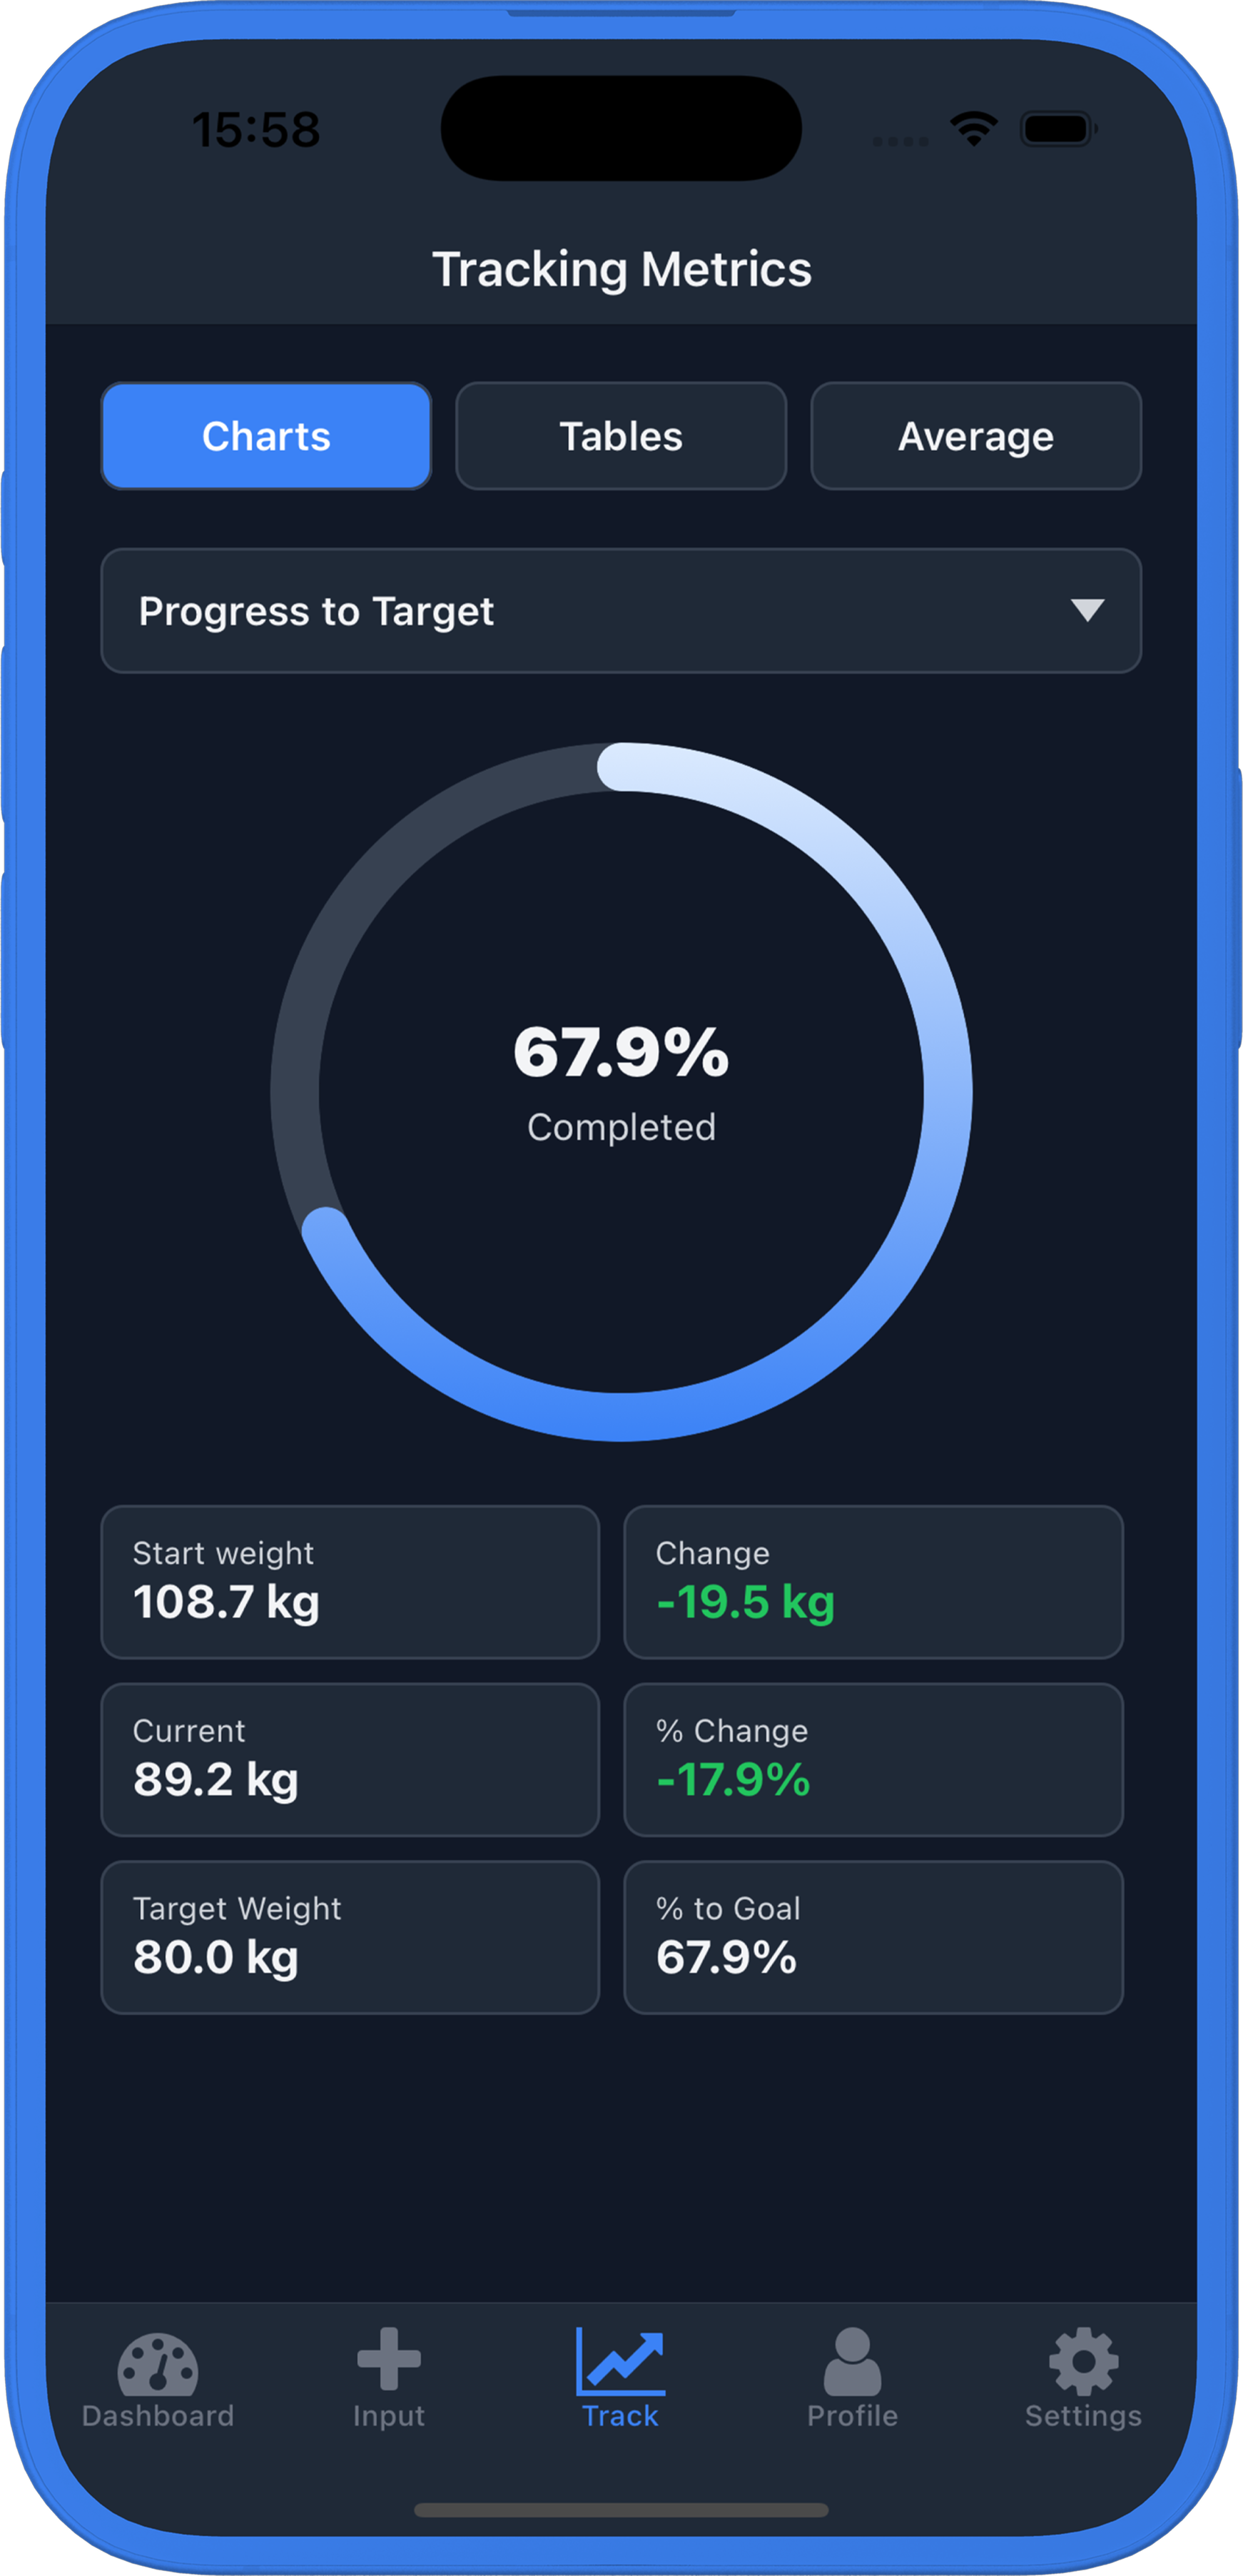 15:58
Tracking Metrics
Charts
Tables
Average
Progress to Target
67.9%
Completed
Start weight
108.7 kg
Change
-19.5 kg
Current
89.2 kg
% Change
-17.9%
Target Weight
80.0 kg
% to Goal
67.9%
Dashboard
Input
Track
Profile
Settings